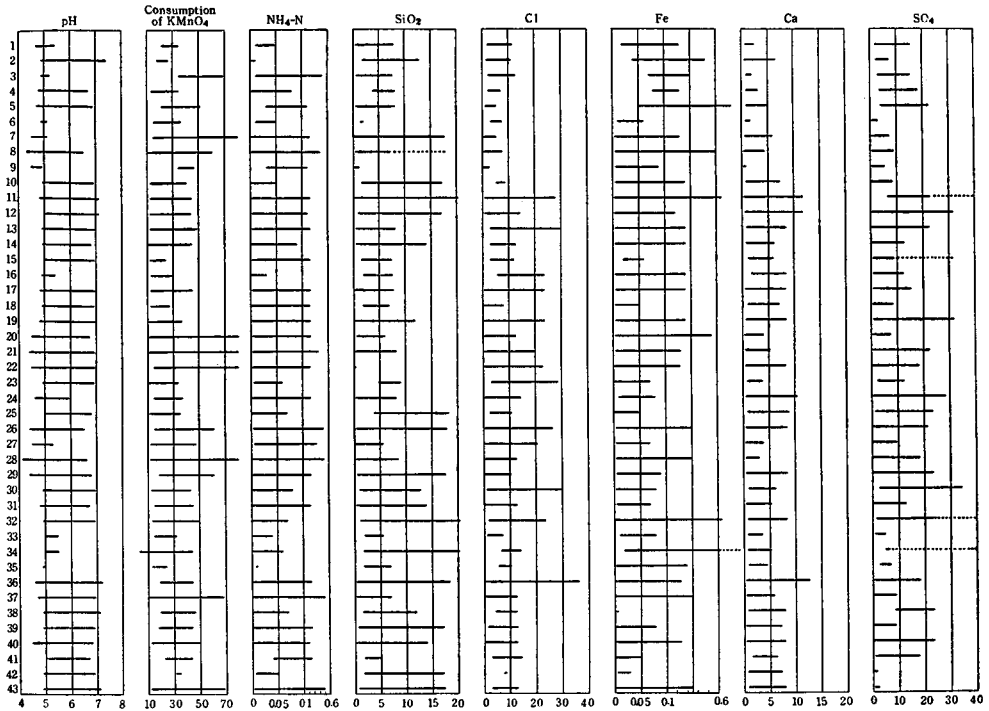 pH
Consumption
of KMnO₄
NH₄-N
SiO₂
Cl
Fe
Ca
SO₄
1
2
3
4
5
6
7
8
9
10
11
12
13
14
15
16
17
18
19
20
21
22
23
24
25
26
27
28
29
30
31
32
33
34
35
36
37
38
39
40
41
42
43
4 5 6 7 8
10 30 50 70
0 0.05 0.1 0.6
0 5 10 15 20
0 10 20 30 40
0 0.05 0.1 0.6
0 5 10 15 20
0 10 20 30 40